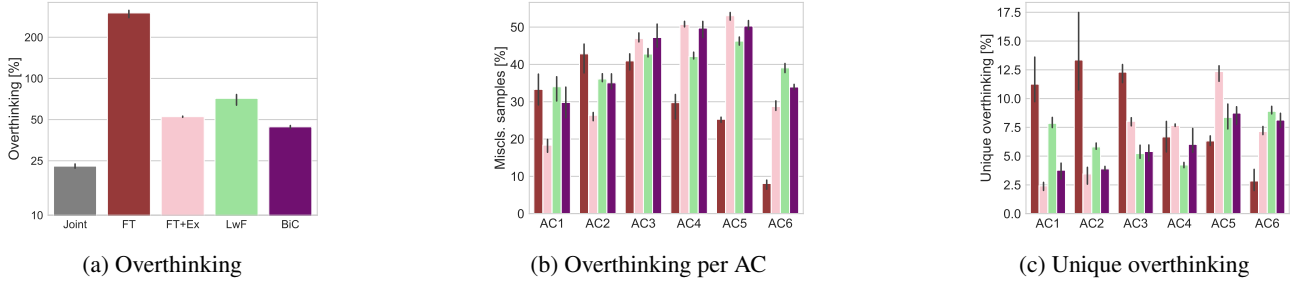 Overthinking [%]
200
100
50
25
10
Joint FT FT+Ex LwF BiC
(a) Overthinking
Miscls. samples [%]
50
40
30
20
10
0
AC1 AC2 AC3 AC4 AC5 AC6
(b) Overthinking per AC
Unique overthinking [%]
17.5
15.0
12.5
10.0
7.5
5.0
2.5
0.0
AC1 AC2 AC3 AC4 AC5 AC6
(c) Unique overthinking